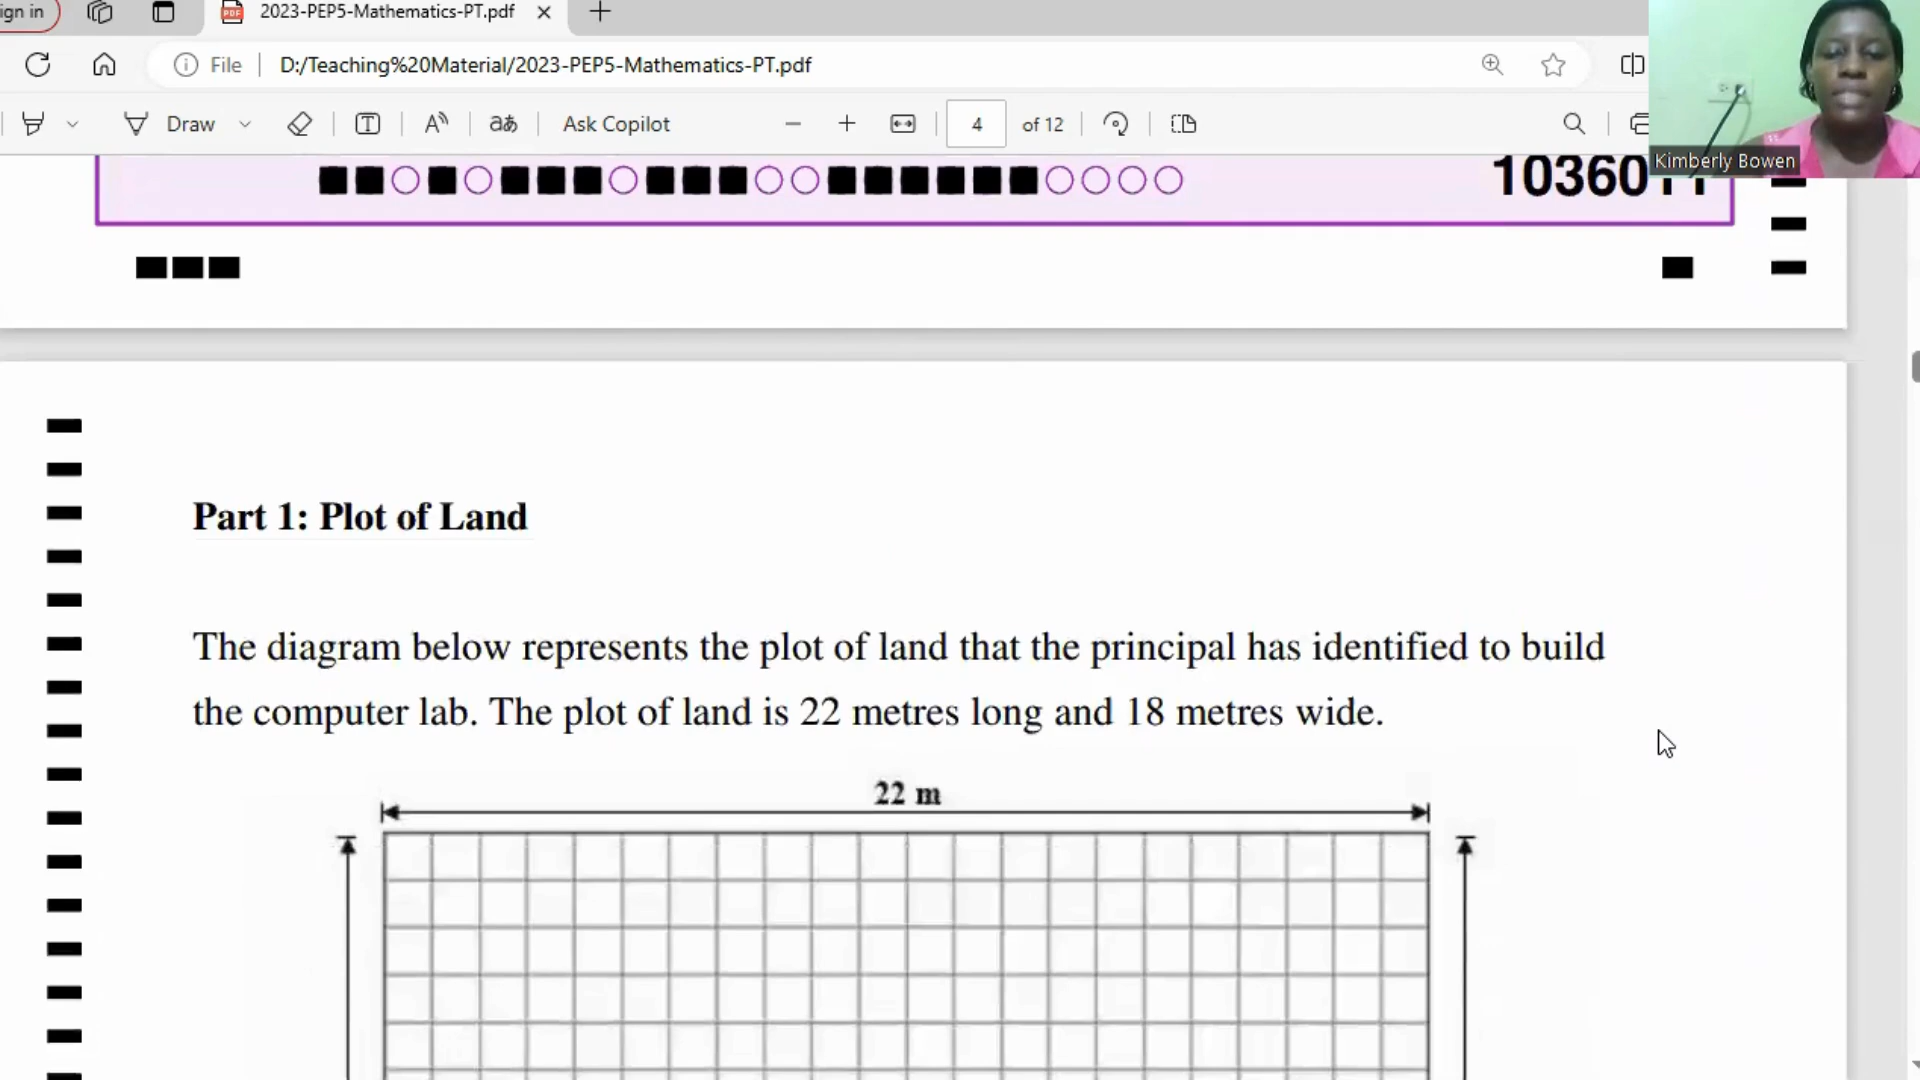 ign in
2023-PEP5-Mathematics-PT.pdf
File
D:/Teaching%20Material/2023-PEP5-Mathematics-PT.pdf
Draw
Ask Copilot
4
of 12
Kimberly Bowen
Part 1: Plot of Land
The diagram below represents the plot of land that the principal has identified to build
the computer lab. The plot of land is 22 metres long and 18 metres wide.
22 m